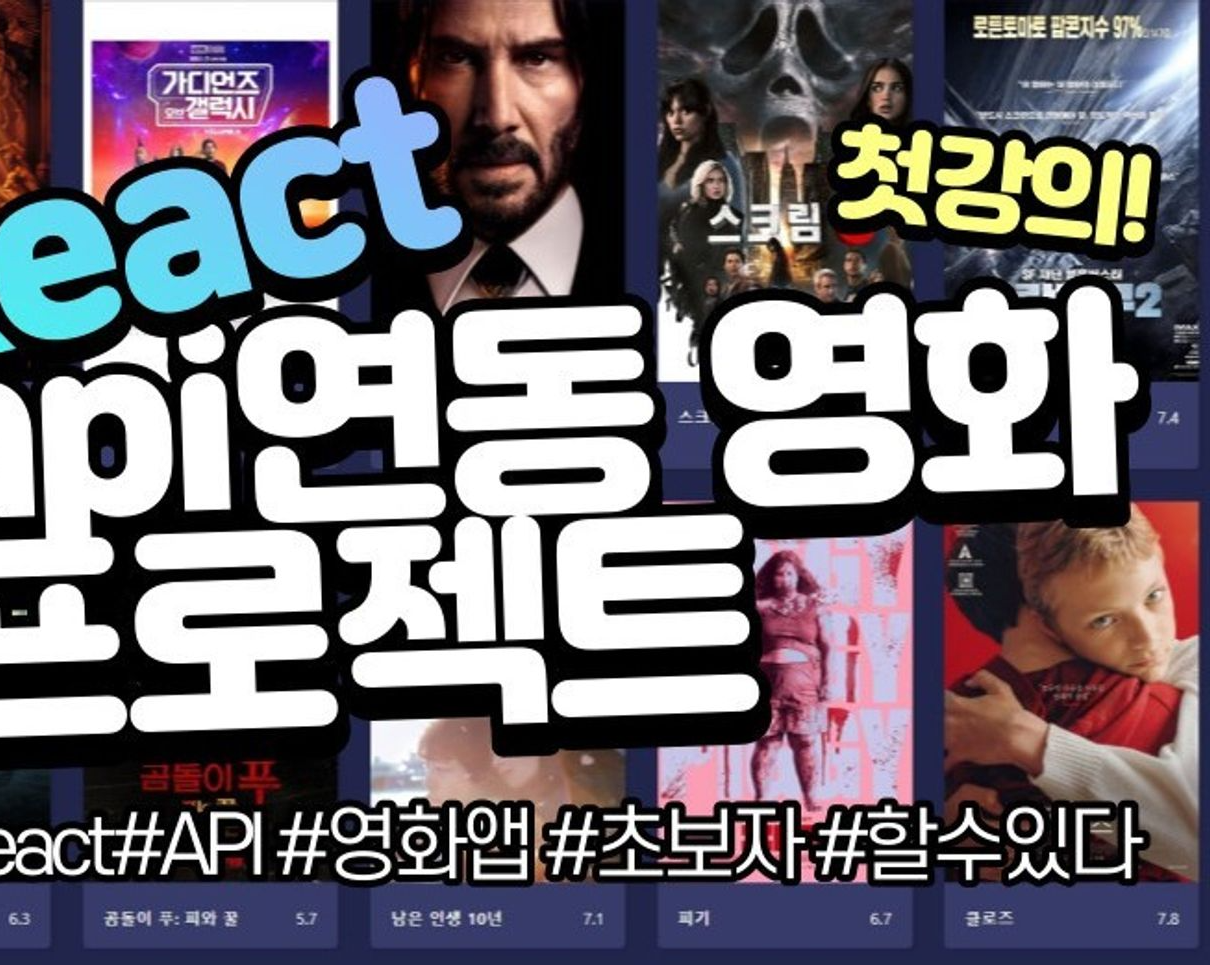 로튼토마토 팝콘지수 97%
가디언즈
오브 갤럭시
첫강의!
eact
스크림
api연동 영화
프로젝트
7.4
곰돌이 푸
eact#API #영화앱 #초보자 #할수있다
6.3
곰돌이 푸: 피와 꿀 5.7
남은 인생 10년 7.1
피기 6.7
클로즈 7.8